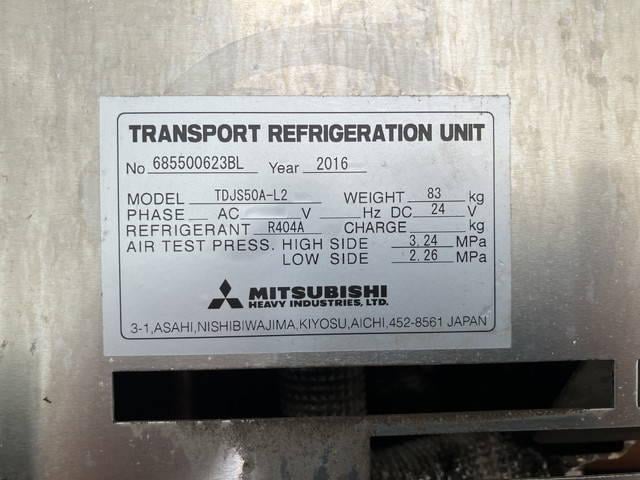 TRANSPORT REFRIGERATION UNIT
No 685500623BL Year 2016
MODEL TDJS50A-L2 WEIGHT 83 kg
PHASE AC V Hz DC 24 V
REFRIGERANT R404A CHARGE kg
AIR TEST PRESS. HIGH SIDE 3.24 MPa
LOW SIDE 2.26 MPa
MITSUBISHI
HEAVY INDUSTRIES, LTD.
3-1,ASAHI,NISHIBIWAJIMA,KIYOSU,AICHI,452-8561 JAPAN